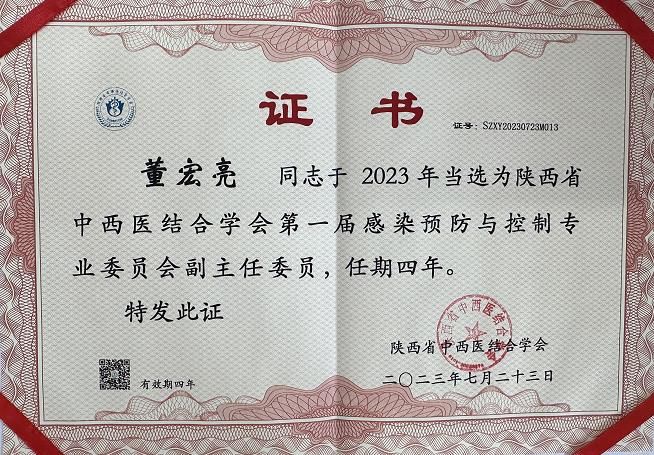 证 书
证号：SZXY20230723M013
董宏亮 同志于 2023 年当选为陕西省
中西医结合学会第一届感染预防与控制专
业委员会副主任委员，任期四年。
特发此证
陕西省中西医结合学会
二〇二三年七月二十三日
有效期四年